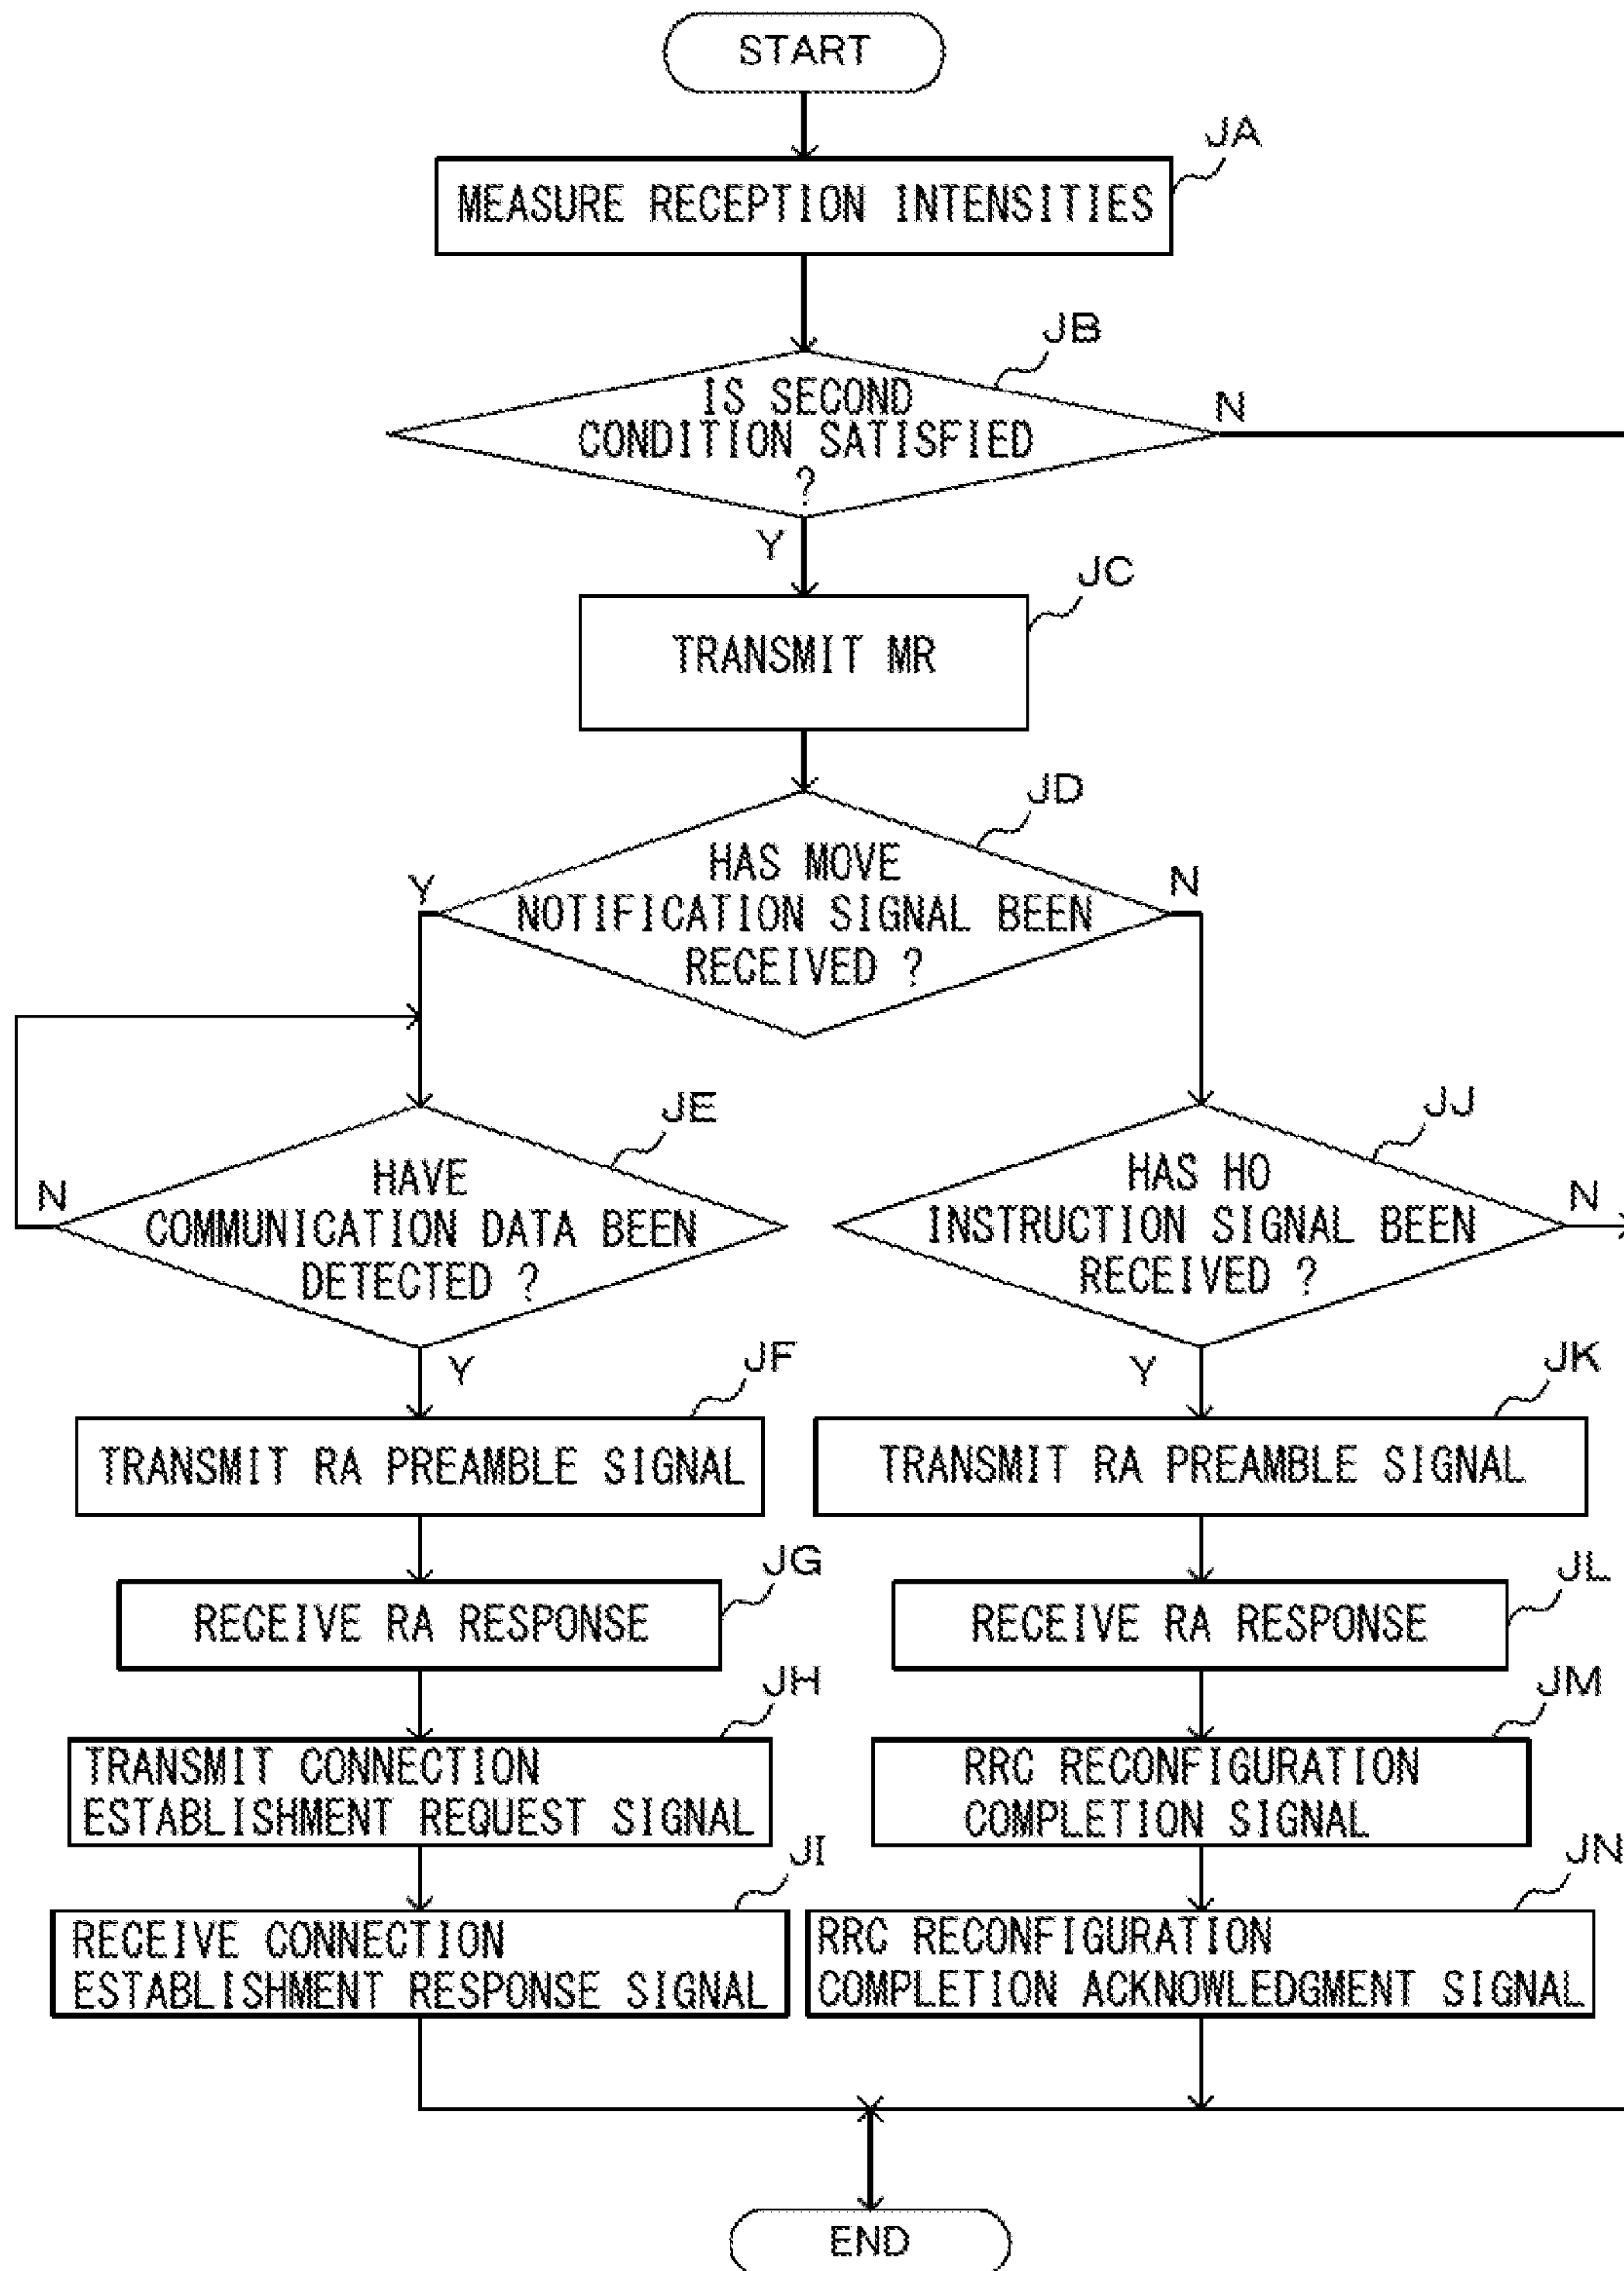 START
JA
MEASURE RECEPTION INTENSITIES
JB
IS SECOND
CONDITION SATISFIED
?
N
Y
JC
TRANSMIT MR
JD
HAS MOVE
NOTIFICATION SIGNAL BEEN
RECEIVED ?
Y
N
JE
HAVE
COMMUNICATION DATA BEEN
DETECTED ?
N
Y
JJ
HAS HO
INSTRUCTION SIGNAL BEEN
RECEIVED ?
N
Y
JF
TRANSMIT RA PREAMBLE SIGNAL
JK
TRANSMIT RA PREAMBLE SIGNAL
JG
RECEIVE RA RESPONSE
JL
RECEIVE RA RESPONSE
JH
TRANSMIT CONNECTION
ESTABLISHMENT REQUEST SIGNAL
JM
RRC RECONFIGURATION
COMPLETION SIGNAL
JI
RECEIVE CONNECTION
ESTABLISHMENT RESPONSE SIGNAL
JN
RRC RECONFIGURATION
COMPLETION ACKNOWLEDGMENT SIGNAL
END